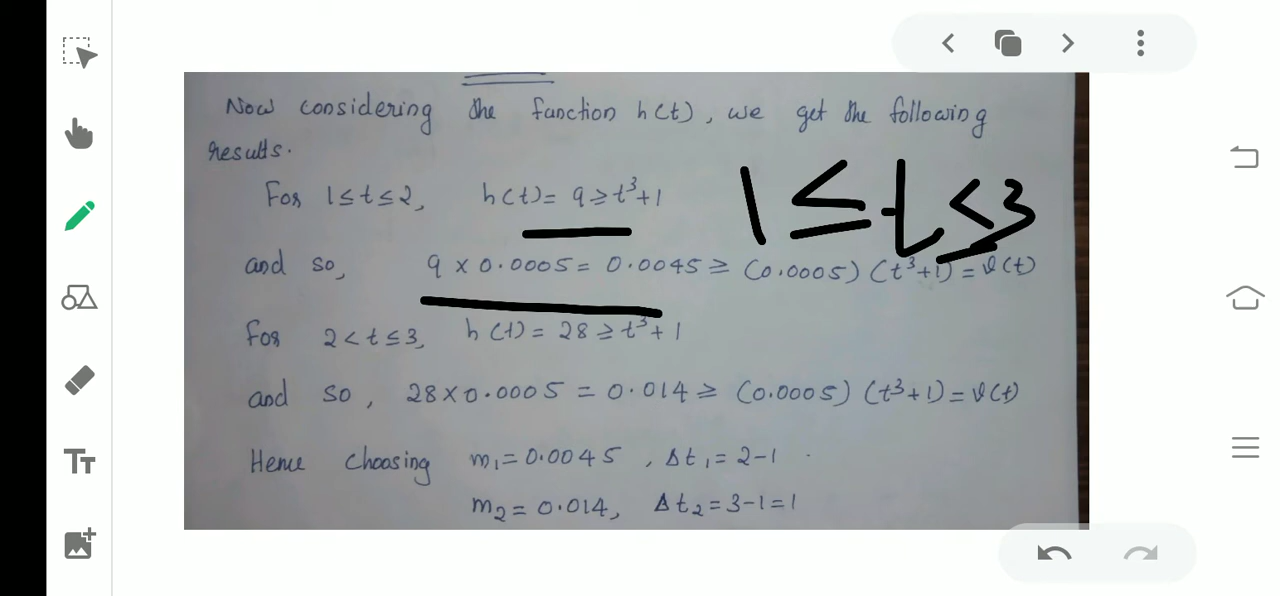 Now considering the function h(t), we get the following
results.
For 1≤t≤2, h(t)= 9≥t³+1
1≤t≤3
and so, 9 x 0.0005 = 0.0045 ≥ (0.0005) (t³+1) = ϑ(t)
For 2<t≤3, h(t)= 28≥t³+1
and so, 28×0.0005 = 0.014 ≥ (0.0005) (t³+1) = ϑ(t)
Hence choosing m₁=0.0045, Δt₁=2-1
m₂=0.014, Δt₂=3-1=1
TT